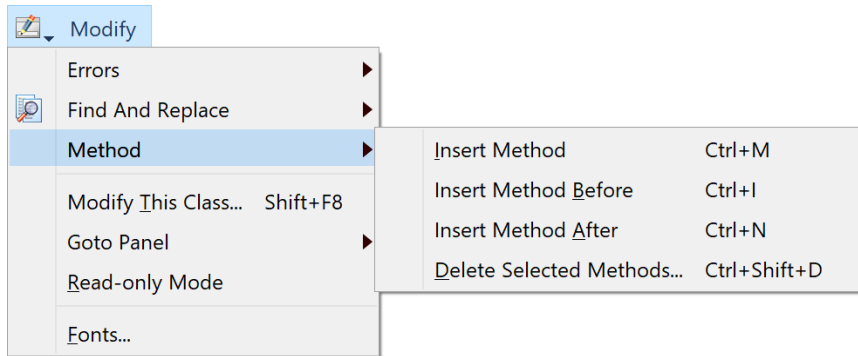 Modify
Errors
Find And Replace
Method
Insert Method Ctrl+M
Insert Method Before Ctrl+I
Insert Method After Ctrl+N
Delete Selected Methods... Ctrl+Shift+D
Modify This Class... Shift+F8
Goto Panel
Read-only Mode
Fonts...